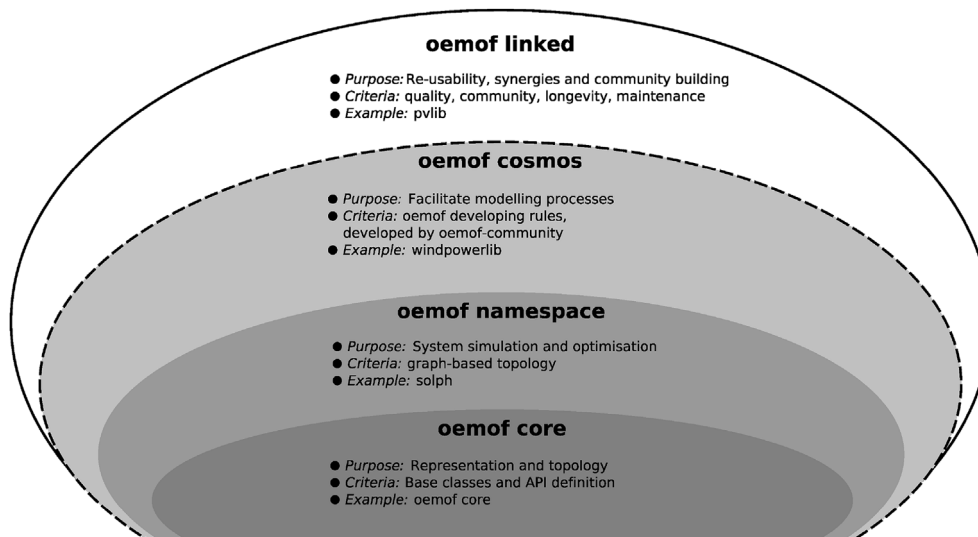 oemof linked
● Purpose: Re-usability, synergies and community building
● Criteria: quality, community, longevity, maintenance
● Example: pvlib
oemof cosmos
● Purpose: Facilitate modelling processes
● Criteria: oemof developing rules,
developed by oemof-community
● Example: windpowerlib
oemof namespace
● Purpose: System simulation and optimisation
● Criteria: graph-based topology
● Example: solph
oemof core
● Purpose: Representation and topology
● Criteria: Base classes and API definition
● Example: oemof core